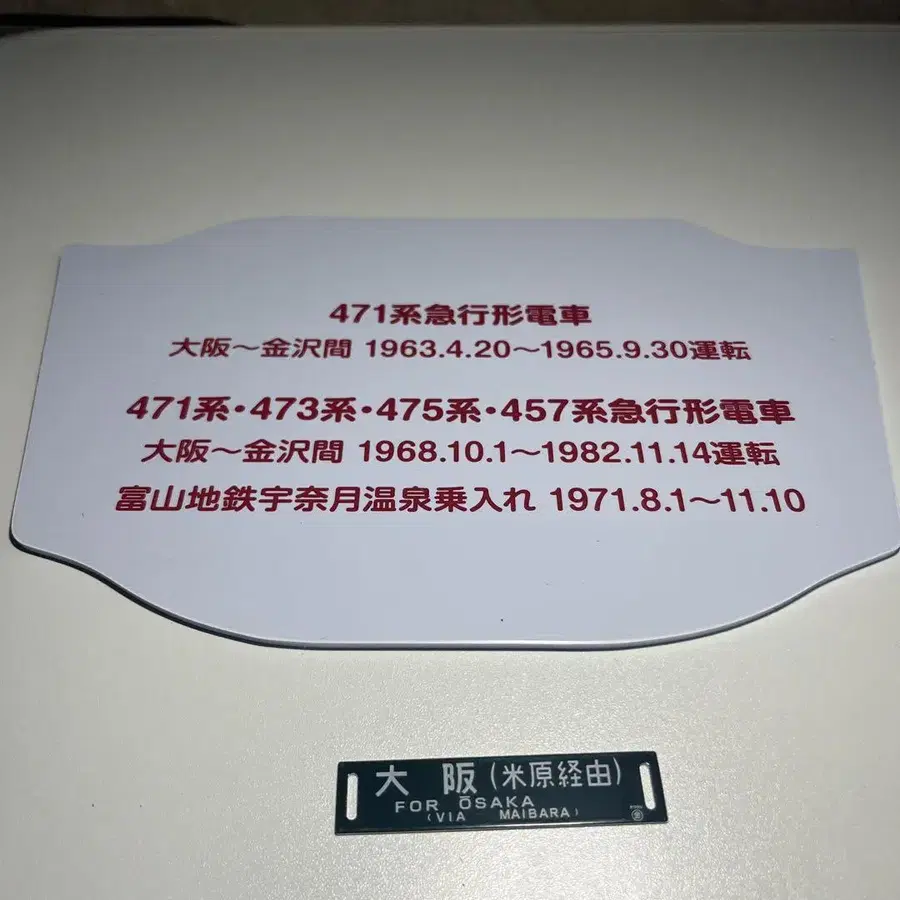 471系急行形電車
大阪～金沢間 1963.4.20～1965.9.30運転
471系・473系・475系・457系急行形電車
大阪～金沢間 1968.10.1～1982.11.14運転
富山地鉄宇奈月温泉乗入れ 1971.8.1～11.10
大阪(米原経由)
FOR ŌSAKA
(VIA MAIBARA)